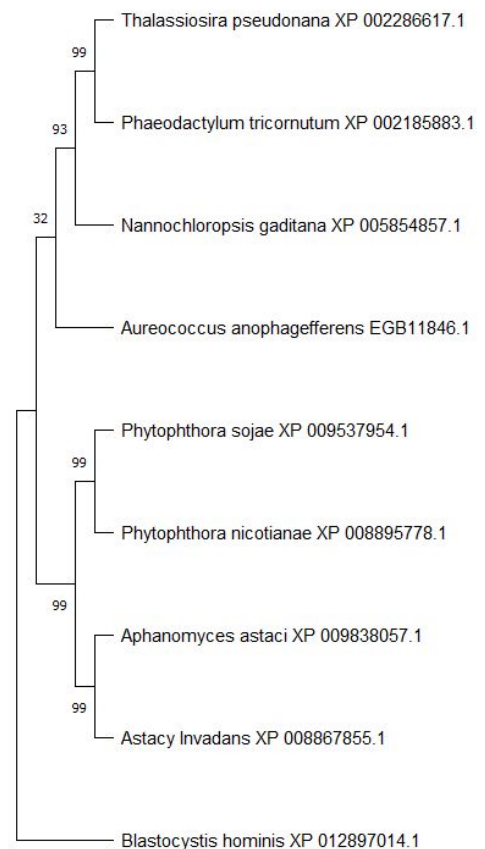 Thalassiosira pseudonana XP 002286617.1
99
Phaeodactylum tricornutum XP 002185883.1
93
Nannochloropsis gaditana XP 005854857.1
32
Aureococcus anophagefferens EGB11846.1
Phytophthora sojae XP 009537954.1
99
Phytophthora nicotianae XP 008895778.1
99
Aphanomyces astaci XP 009838057.1
99
Astacy Invadans XP 008867855.1
Blastocystis hominis XP 012897014.1